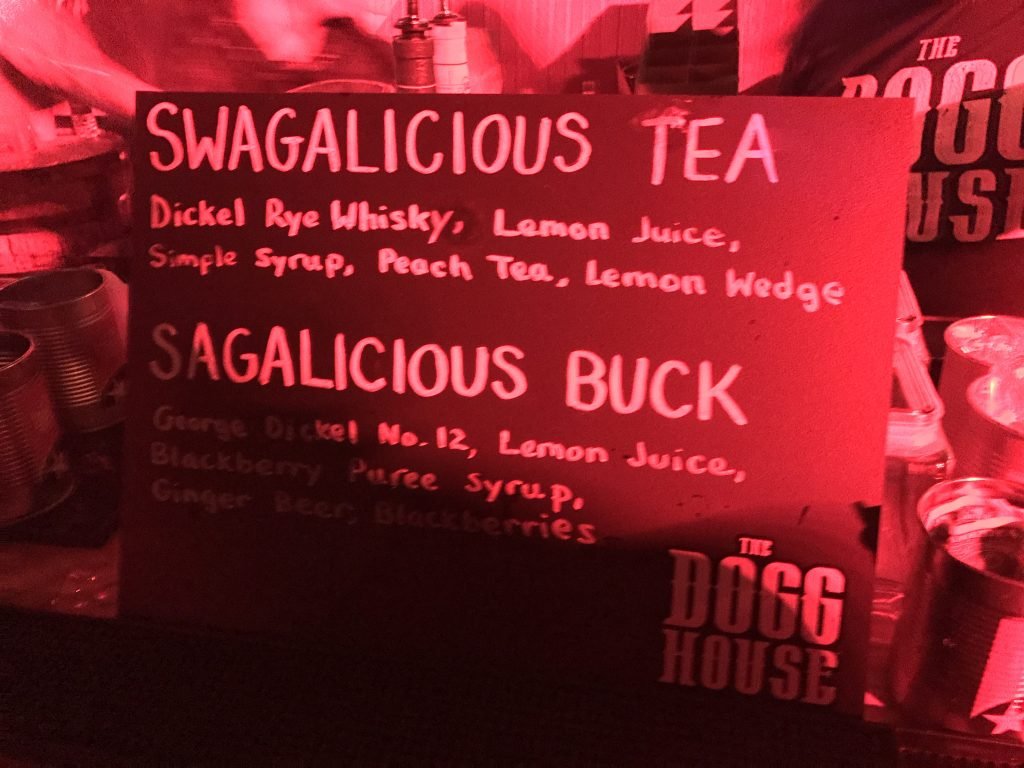 SWAGALICIOUS TEA
Dickel Rye Whisky, Lemon Juice,
Simple Syrup, Peach Tea, Lemon Wedge
SAGALICIOUS BUCK
George Dickel No. 12, Lemon Juice,
Blackberry Puree Syrup,
Ginger Beer, Blackberries
THE
DOGG
HOUSE
THE
DOGG
HOUSE